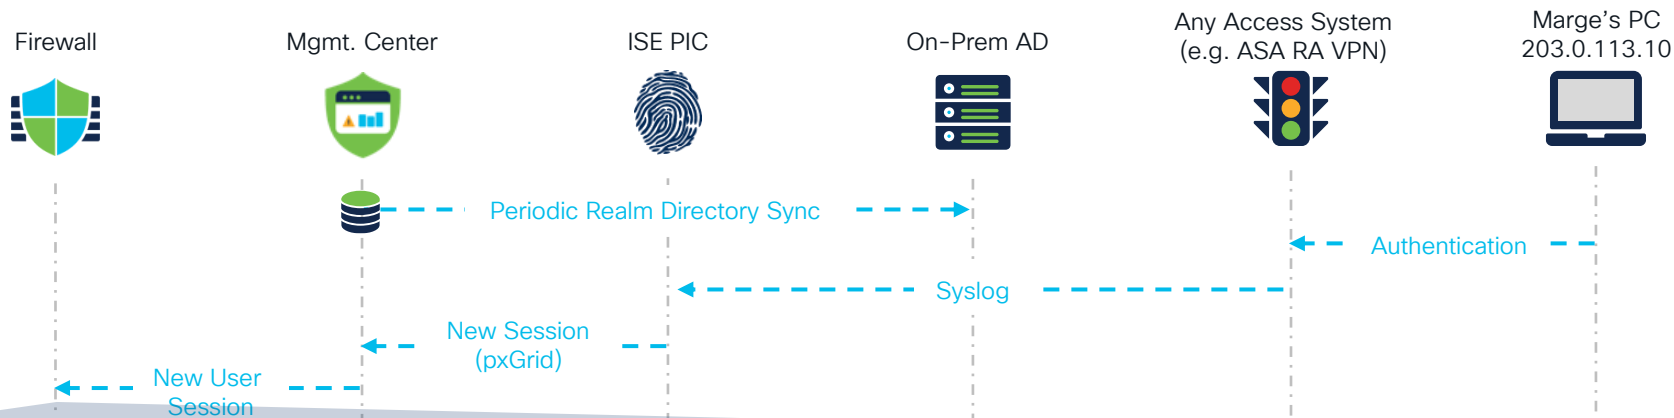 Firewall
Mgmt. Center
ISE PIC
On-Prem AD
Any Access System
(e.g. ASA RA VPN)
Marge's PC
203.0.113.10
Periodic Realm Directory Sync
Authentication
Syslog
New Session
(pxGrid)
New User
Session